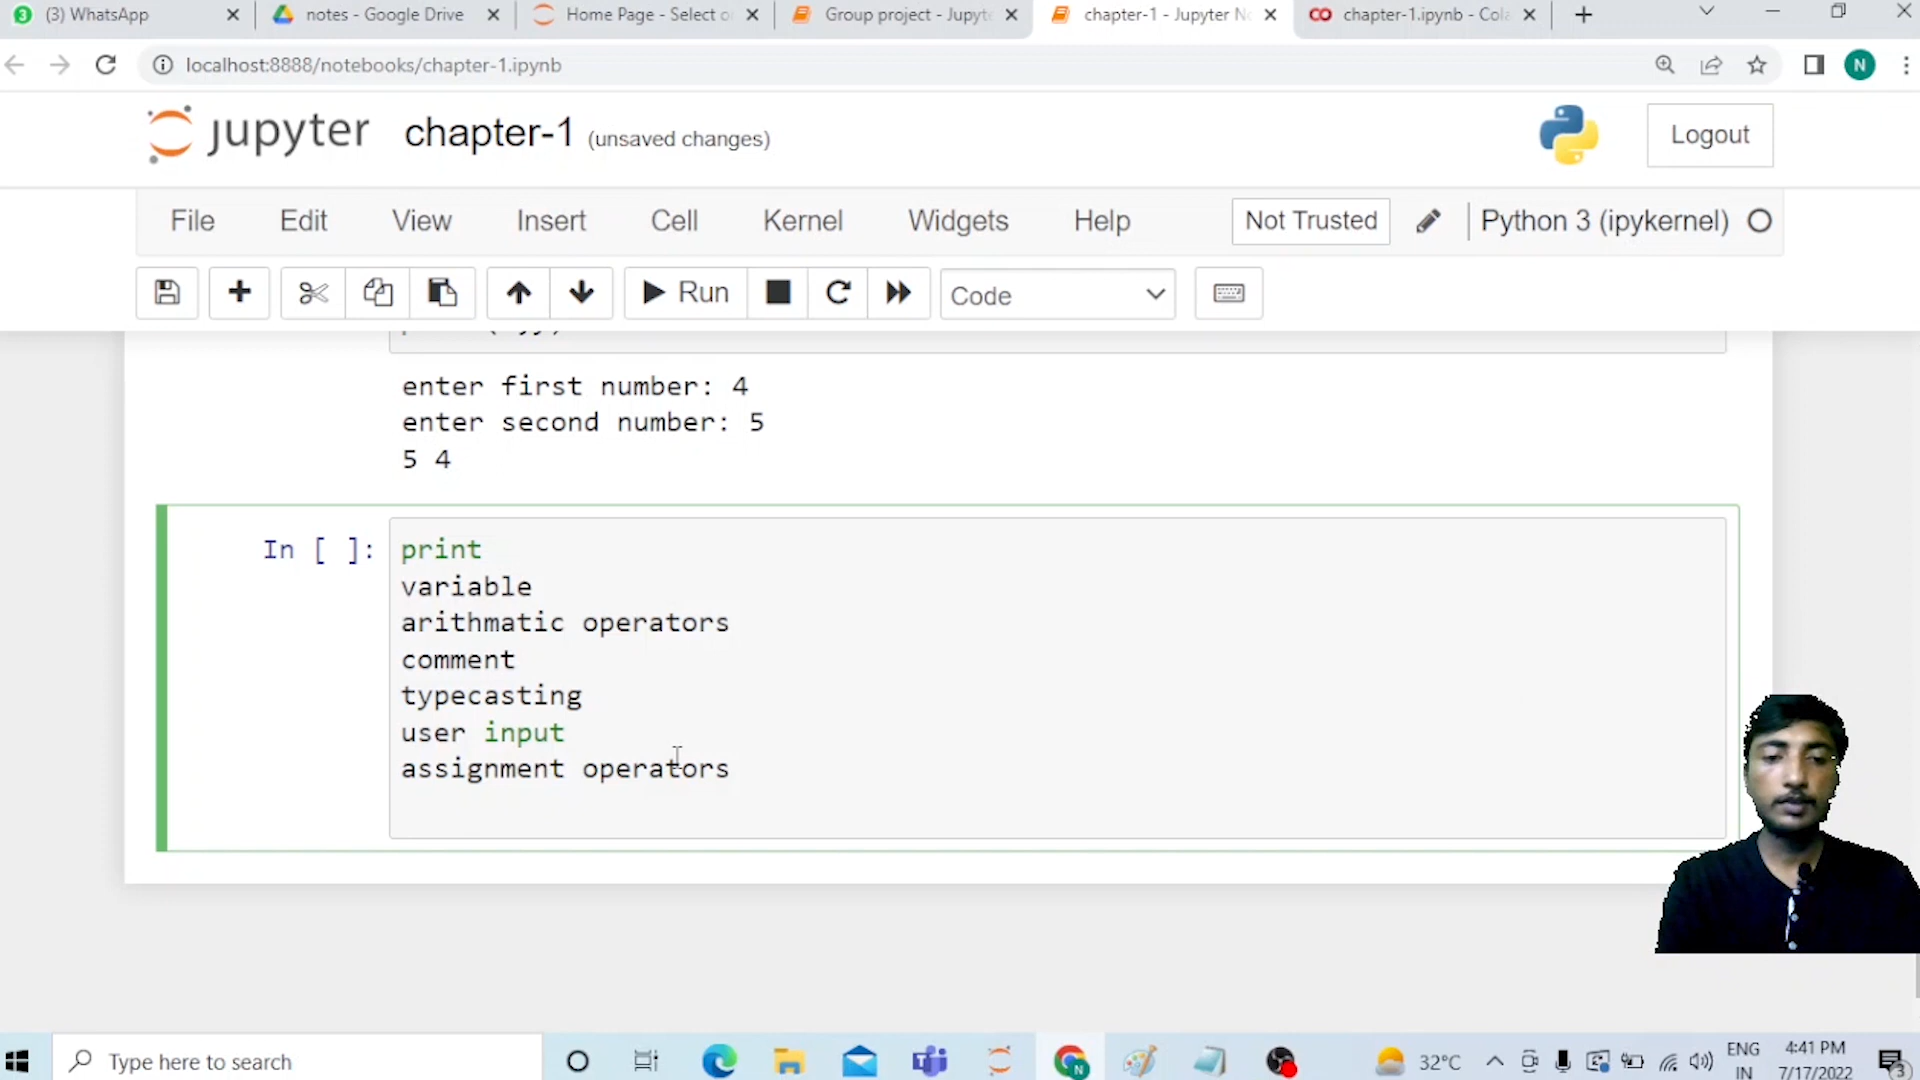 (3) WhatsApp
notes - Google Drive
Home Page - Select o
Group project - Jupyte
chapter-1 - Jupyter No
chapter-1.ipynb - Cola
localhost:8888/notebooks/chapter-1.ipynb
N
jupyter chapter-1 (unsaved changes)
Logout
File Edit View Insert Cell Kernel Widgets Help Not Trusted Python 3 (ipykernel)
Run Code
enter first number: 4
enter second number: 5
5 4
In [ ]: print
variable
arithmatic operators
comment
typecasting
user input
assignment operators
Type here to search
32°C
ENG
IN
4:41 PM
7/17/2022
3